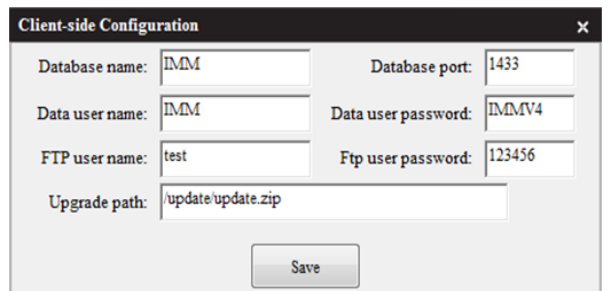 Client-side Configuration x
Database name: IMM Database port: 1433
Data user name: IMM Data user password: IMMV4
FTP user name: test Ftp user password: 123456
Upgrade path: /update/update.zip
Save